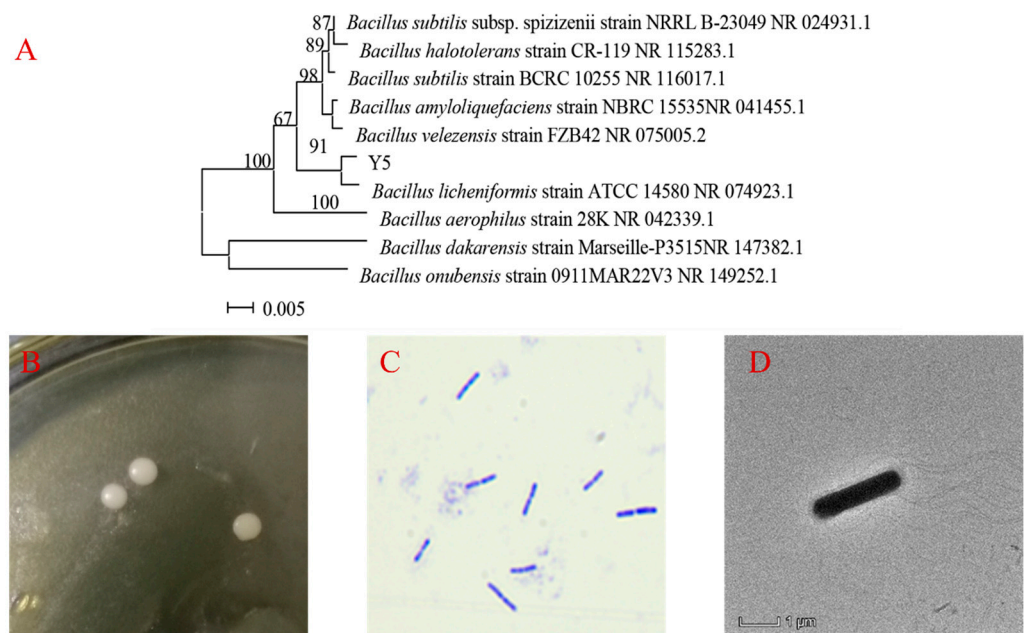 A
87
Bacillus subtilis subsp. spizizenii strain NRRL B-23049 NR 024931.1
89
Bacillus halotolerans strain CR-119 NR 115283.1
98
Bacillus subtilis strain BCRC 10255 NR 116017.1
Bacillus amyloliquefaciens strain NBRC 15535NR 041455.1
67
Bacillus velezensis strain FZB42 NR 075005.2
91
100
Y5
Bacillus licheniformis strain ATCC 14580 NR 074923.1
100
Bacillus aerophilus strain 28K NR 042339.1
Bacillus dakarensis strain Marseille-P3515NR 147382.1
Bacillus onubensis strain 0911MAR22V3 NR 149252.1
0.005
B
C
D
1 µm